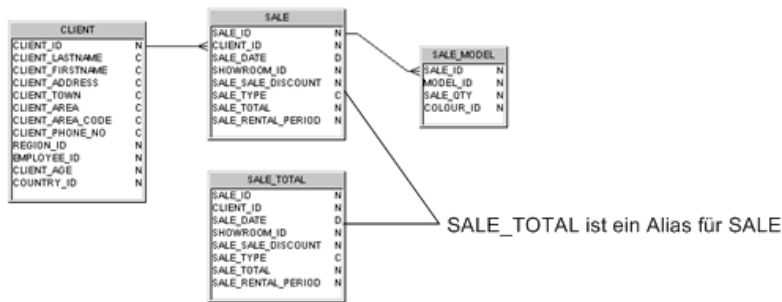 CLIENT
CLIENT_ID N
CLIENT_LASTNAME C
CLIENT_FIRSTNAME C
CLIENT_ADDRESS C
CLIENT_TOWN C
CLIENT_AREA C
CLIENT_AREA_CODE C
CLIENT_PHONE_NO C
REGION_ID N
EMPLOYEE_ID N
CLIENT_AGE N
COUNTRY_ID N
SALE
SALE_ID N
CLIENT_ID N
SALE_DATE D
SHOWROOM_ID N
SALE_SALE_DISCOUNT N
SALE_TYPE C
SALE_TOTAL N
SALE_RENTAL_PERIOD N
SALE_MODEL
SALE_ID N
MODEL_ID N
SALE_QTY N
COLOUR_ID N
SALE_TOTAL
SALE_ID N
CLIENT_ID N
SALE_DATE D
SHOWROOM_ID N
SALE_SALE_DISCOUNT N
SALE_TYPE C
SALE_TOTAL N
SALE_RENTAL_PERIOD N
SALE_TOTAL ist ein Alias für SALE